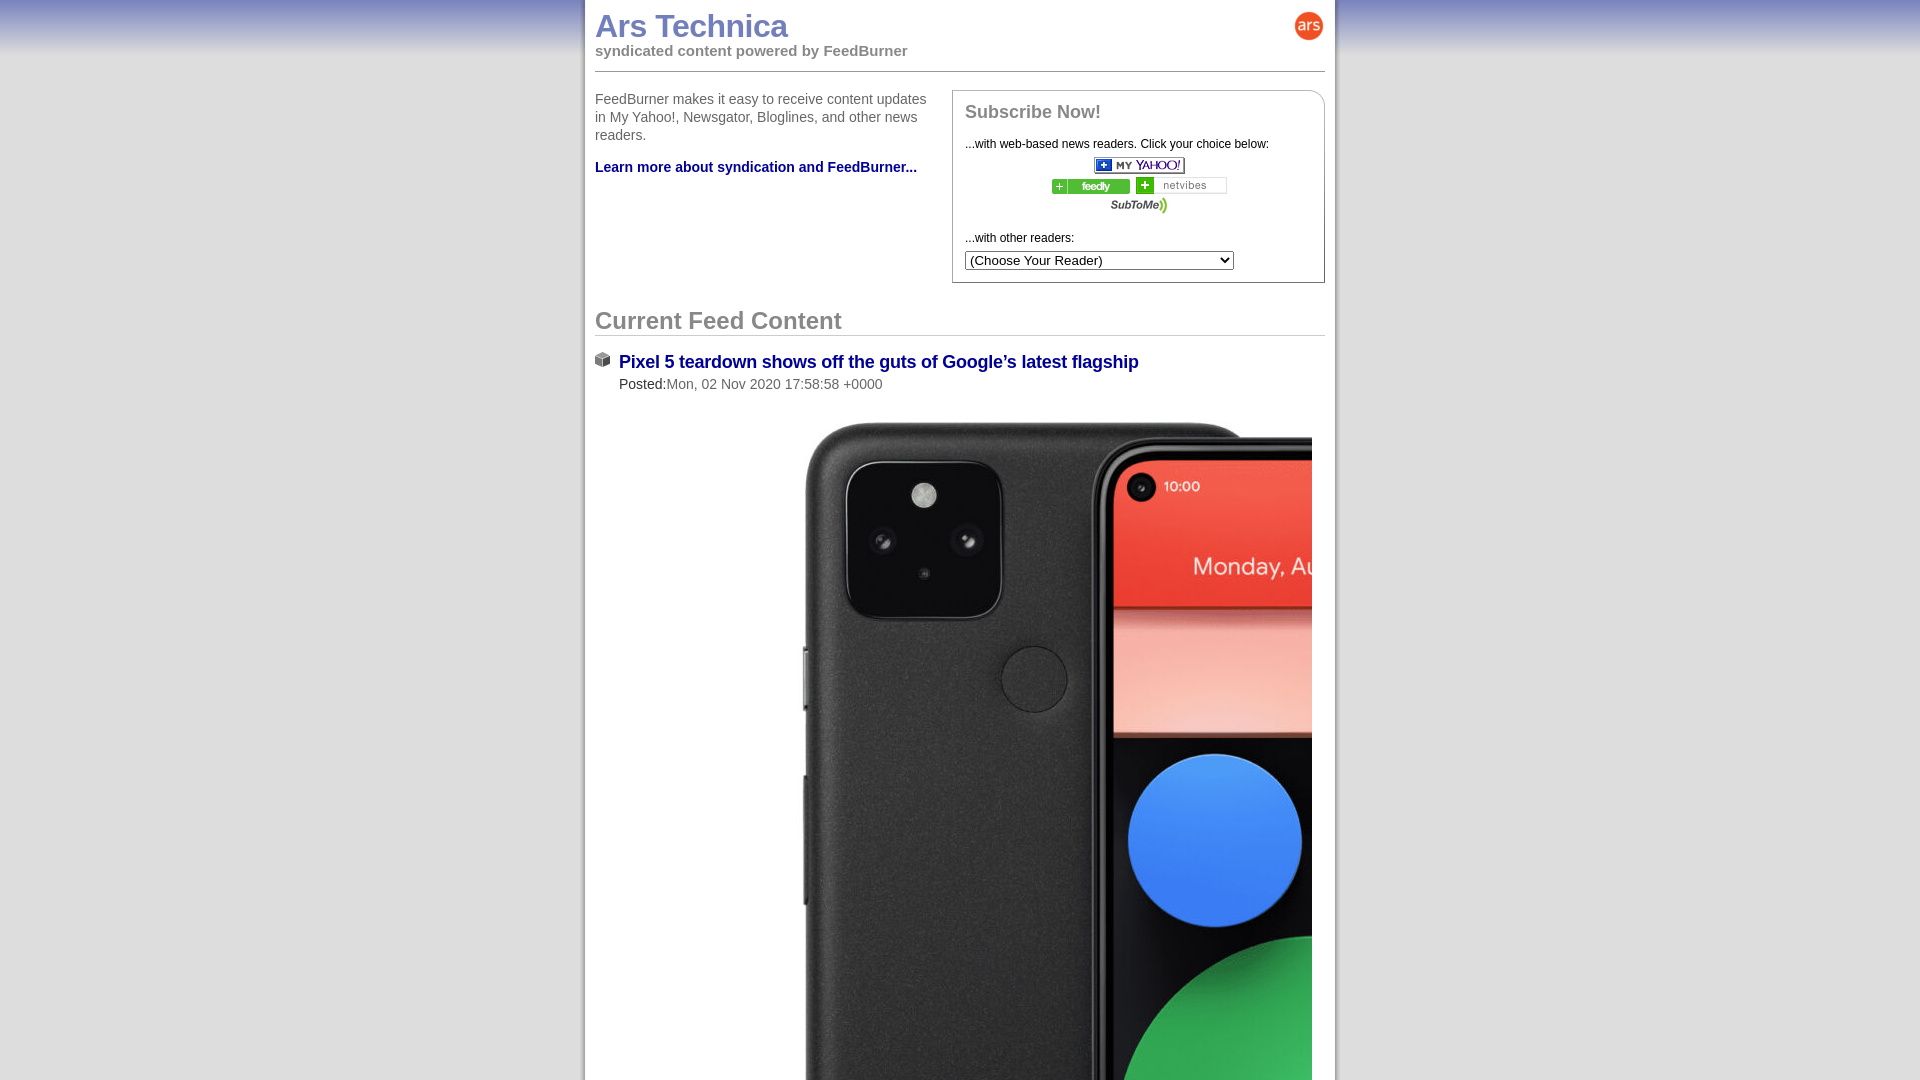 Ars Technica
ars
syndicated content powered by FeedBurner
FeedBurner makes it easy to receive content updates
in My Yahoo!, Newsgator, Bloglines, and other news
readers.
Learn more about syndication and FeedBurner...
Subscribe Now!
...with web-based news readers. Click your choice below:
MY YAHOO!
feedly
netvibes
SubToMe
...with other readers:
(Choose Your Reader)
Current Feed Content
Pixel 5 teardown shows off the guts of Google’s latest flagship
Posted:Mon, 02 Nov 2020 17:58:58 +0000
10:00
Monday, Au